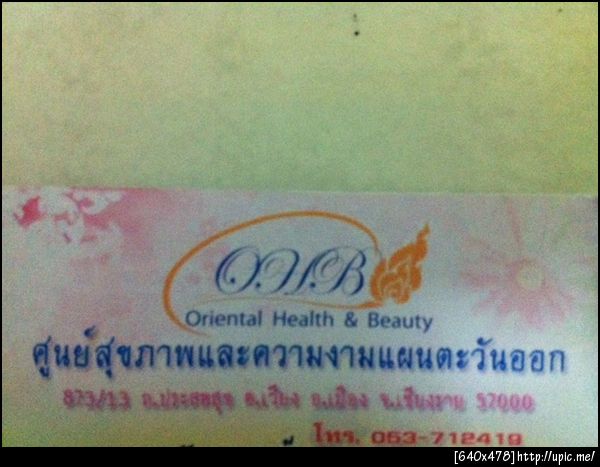 O.H.B
Oriental Health & Beauty
ศูนย์สุขภาพและความงามแผนตะวันออก
873/13 ถ.ประสพสุข ต.เวียง อ.เมือง จ.เชียงราย 57000
โทร. 053-712419
[640x478]http://upic.me/